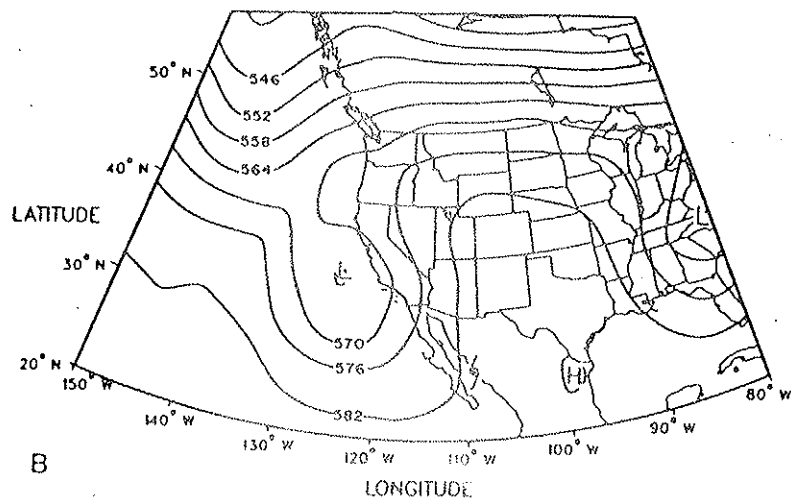 50° N
546
552
558
564
40° N
LATITUDE
L
L
30° N
570
576
582
H
20° N
150° W
140° W
130° W
120° W
110° W
100° W
90° W
80° W
B
LONGITUDE